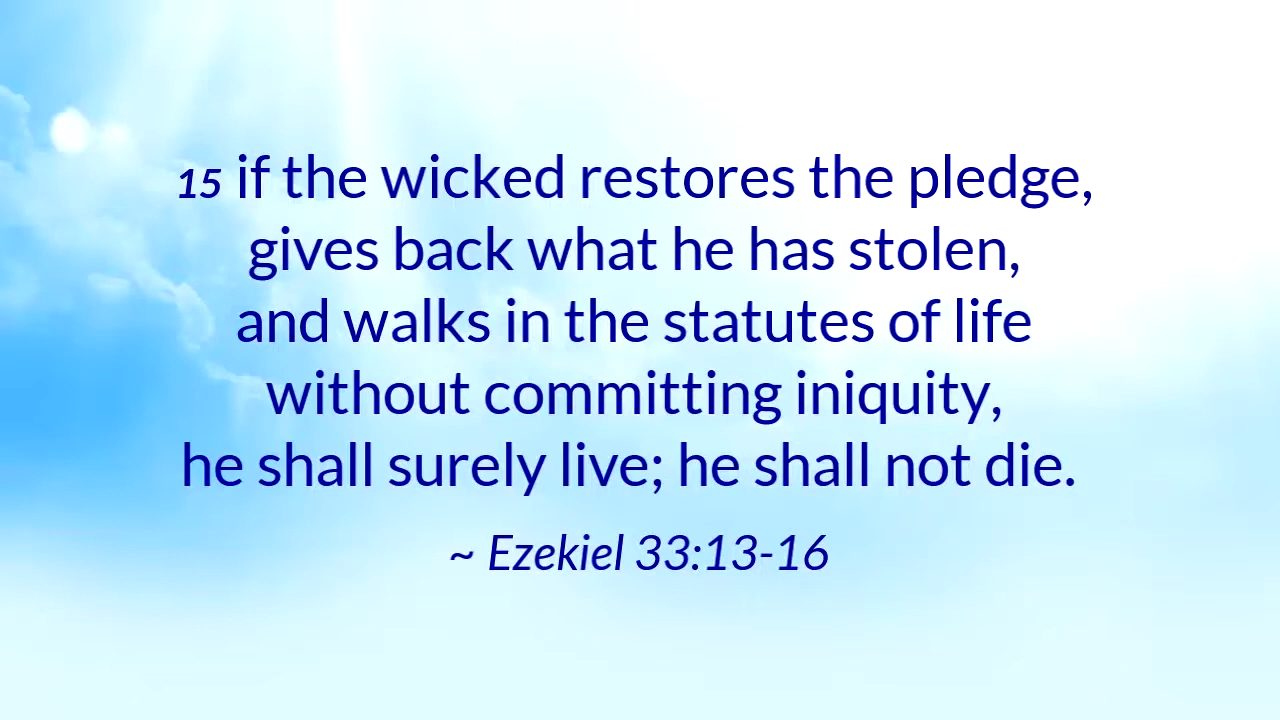 15 if the wicked restores the pledge,
gives back what he has stolen,
and walks in the statutes of life
without committing iniquity,
he shall surely live; he shall not die.
~ Ezekiel 33:13-16